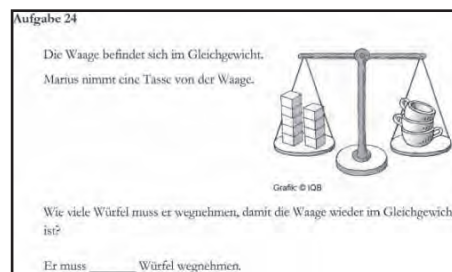 Aufgabe 24
Die Waage befindet sich im Gleichgewicht.
Marius nimmt eine Tasse von der Waage.
Grafik: © IQB
Wie viele Würfel muss er wegnehmen, damit die Waage wieder im Gleichgewich
ist?
Er muss ______ Würfel wegnehmen.